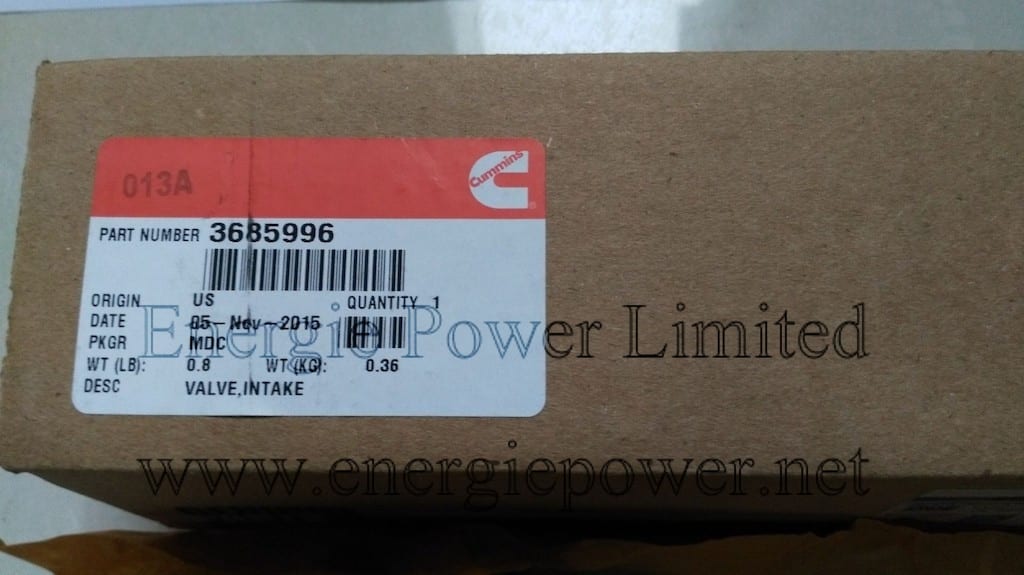 013A
Cummins
PART NUMBER 3685996
ORIGIN US QUANTITY 1
DATE 05-Nov-2015
PKGR MDC
WT (LB): 0.8 WT (KG): 0.36
DESC VALVE,INTAKE
Energie Power Limited
www.energiepower.net